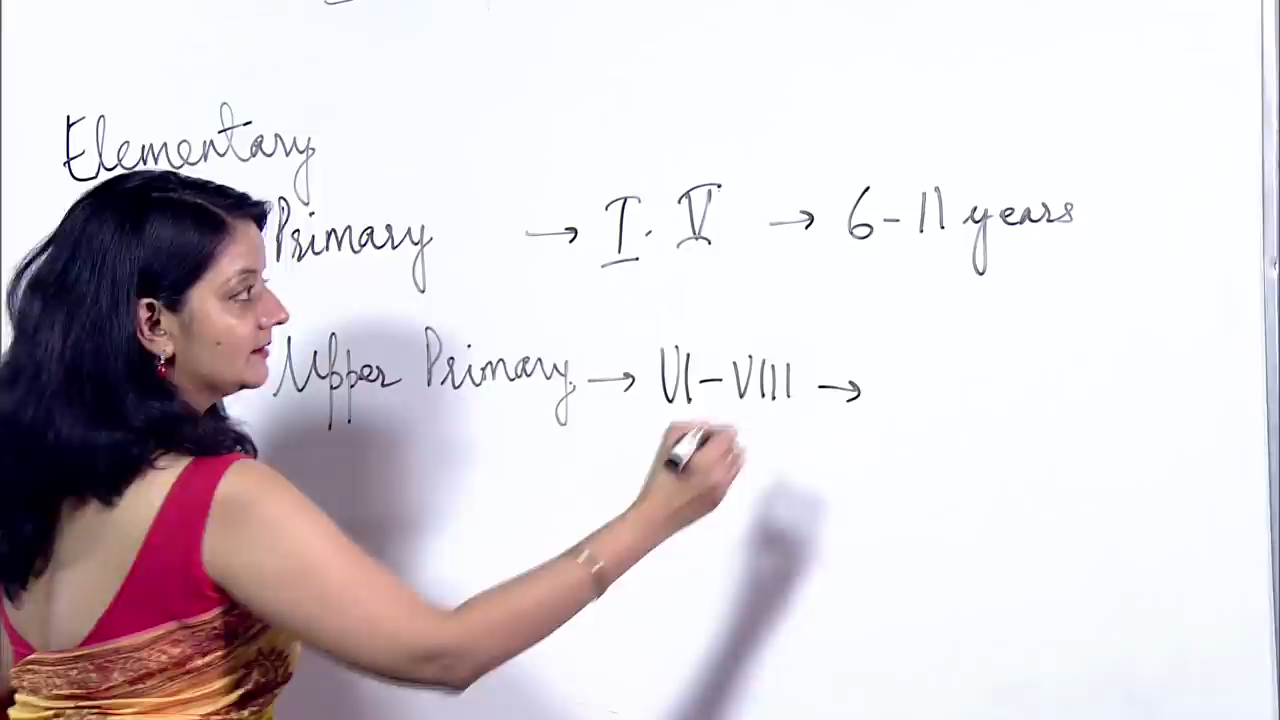 Elementary
Primary → I - V → 6-11 years
Upper Primary → VI-VIII →